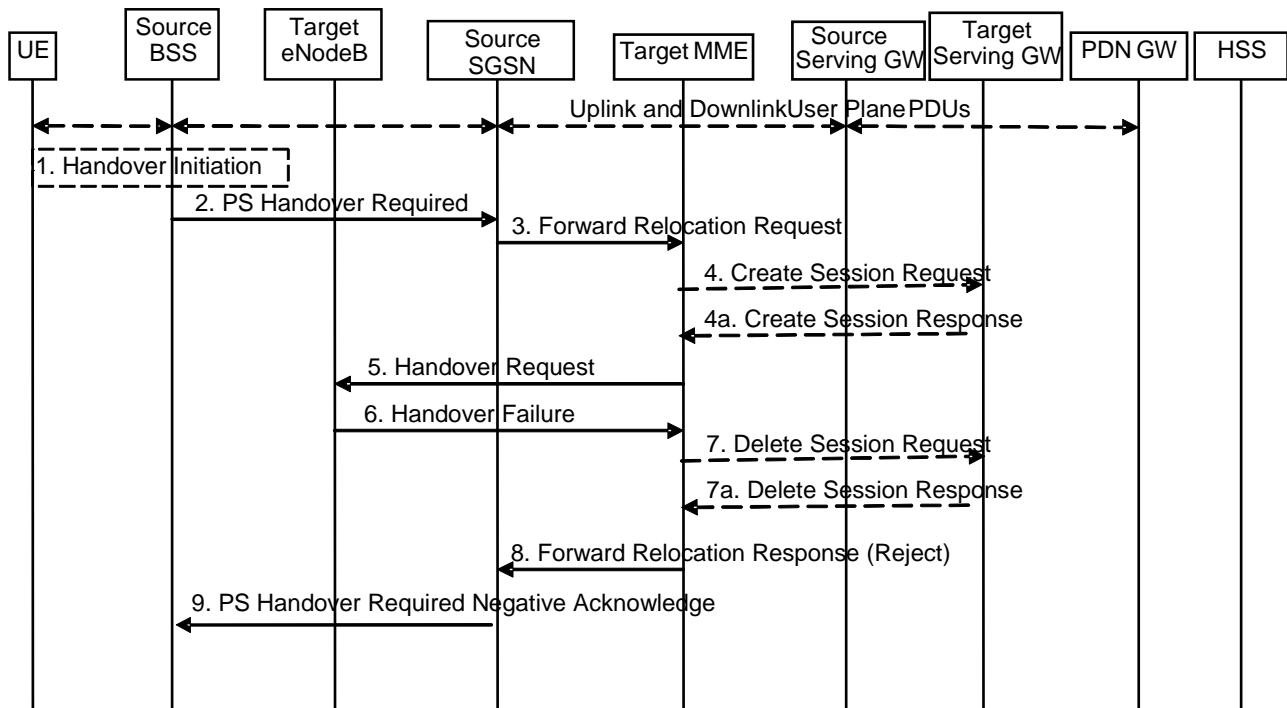 UE
Source
BSS
Target
eNodeB
Source
SGSN
Target MME
Source
Serving GW
Target
Serving GW
PDN GW
HSS
Uplink and DownlinkUser Plane PDUs
1. Handover Initiation
2. PS Handover Required
3. Forward Relocation Request
4. Create Session Request
4a. Create Session Response
5. Handover Request
6. Handover Failure
7. Delete Session Request
7a. Delete Session Response
8. Forward Relocation Response (Reject)
9. PS Handover Required Negative Acknowledge